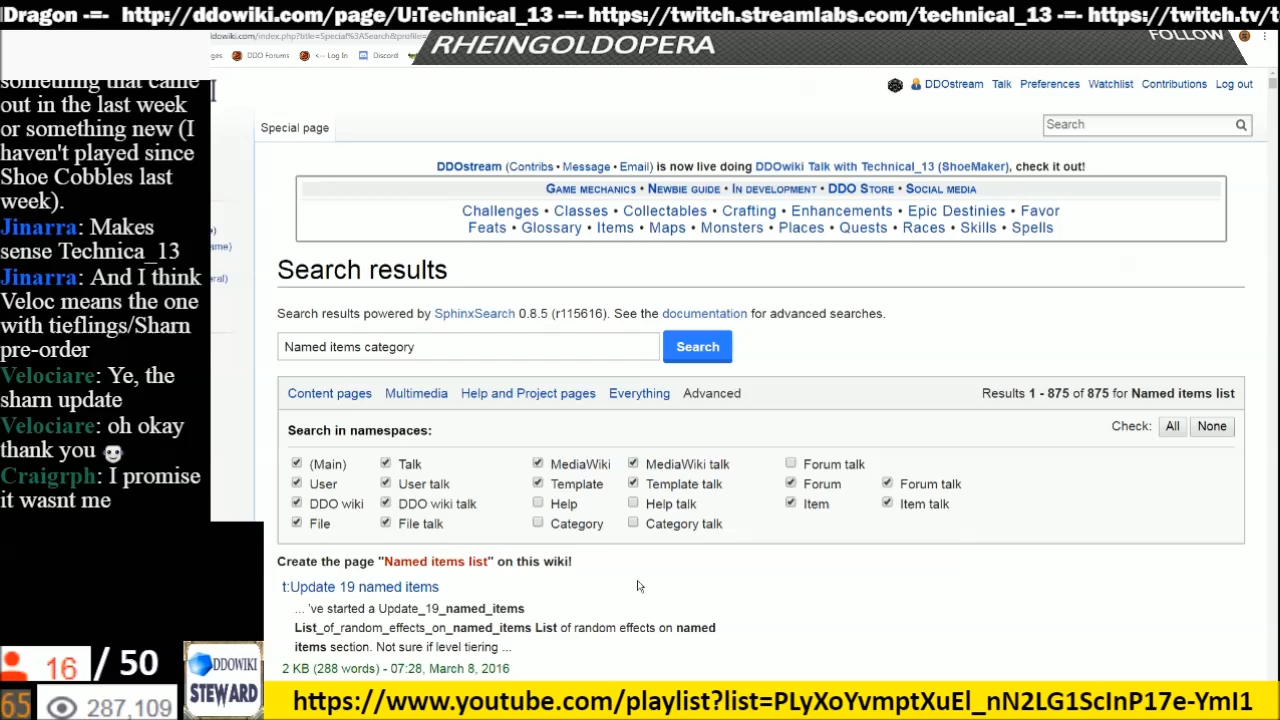 Dragon -=- http://ddowiki.com/page/U:Technical_13 -=- https://twitch.streamlabs.com/technical_13 -=- https://twitch.tv/t
ddowiki.com/index.php?title=Special%3ASearch&profile=
RHEINGOLDOPERA
FOLLOW
ges DDO Forums <-- Log In Discord
something that came
out in the last week
or something new (I
haven't played since
Shoe Cobbles last
week).
Jinarra: Makes
sense Technica_13
Jinarra: And I think
Veloc means the one
with tieflings/Sharn
pre-order
Velociare: Ye, the
sharn update
Velociare: oh okay
thank you
Craigrph: I promise
it wasnt me
16 / 50
65 287,109
DDOWIKI
STEWARD
DDOstream Talk Preferences Watchlist Contributions Log out
Special page
Search
DDOstream (Contribs • Message • Email) is now live doing DDOwiki Talk with Technical_13 (ShoeMaker), check it out!
Game mechanics • Newbie guide • In development • DDO Store • Social media
Challenges • Classes • Collectables • Crafting • Enhancements • Epic Destinies • Favor
Feats • Glossary • Items • Maps • Monsters • Places • Quests • Races • Skills • Spells
Search results
Search results powered by SphinxSearch 0.8.5 (r115616). See the documentation for advanced searches.
Named items category Search
Content pages Multimedia Help and Project pages Everything Advanced Results 1 - 875 of 875 for Named items list
Search in namespaces: Check: All None
(Main) Talk MediaWiki MediaWiki talk Forum talk
User User talk Template Template talk Forum Forum talk
DDO wiki DDO wiki talk Help Help talk Item Item talk
File File talk Category Category talk
Create the page "Named items list" on this wiki!
t:Update 19 named items
... 've started a Update_19_named_items
List_of_random_effects_on_named_items List of random effects on named
items section. Not sure if level tiering ...
2 KB (288 words) - 07:28, March 8, 2016
https://www.youtube.com/playlist?list=PLyXoYvmptXuEl_nN2LG1ScInP17e-YmI1